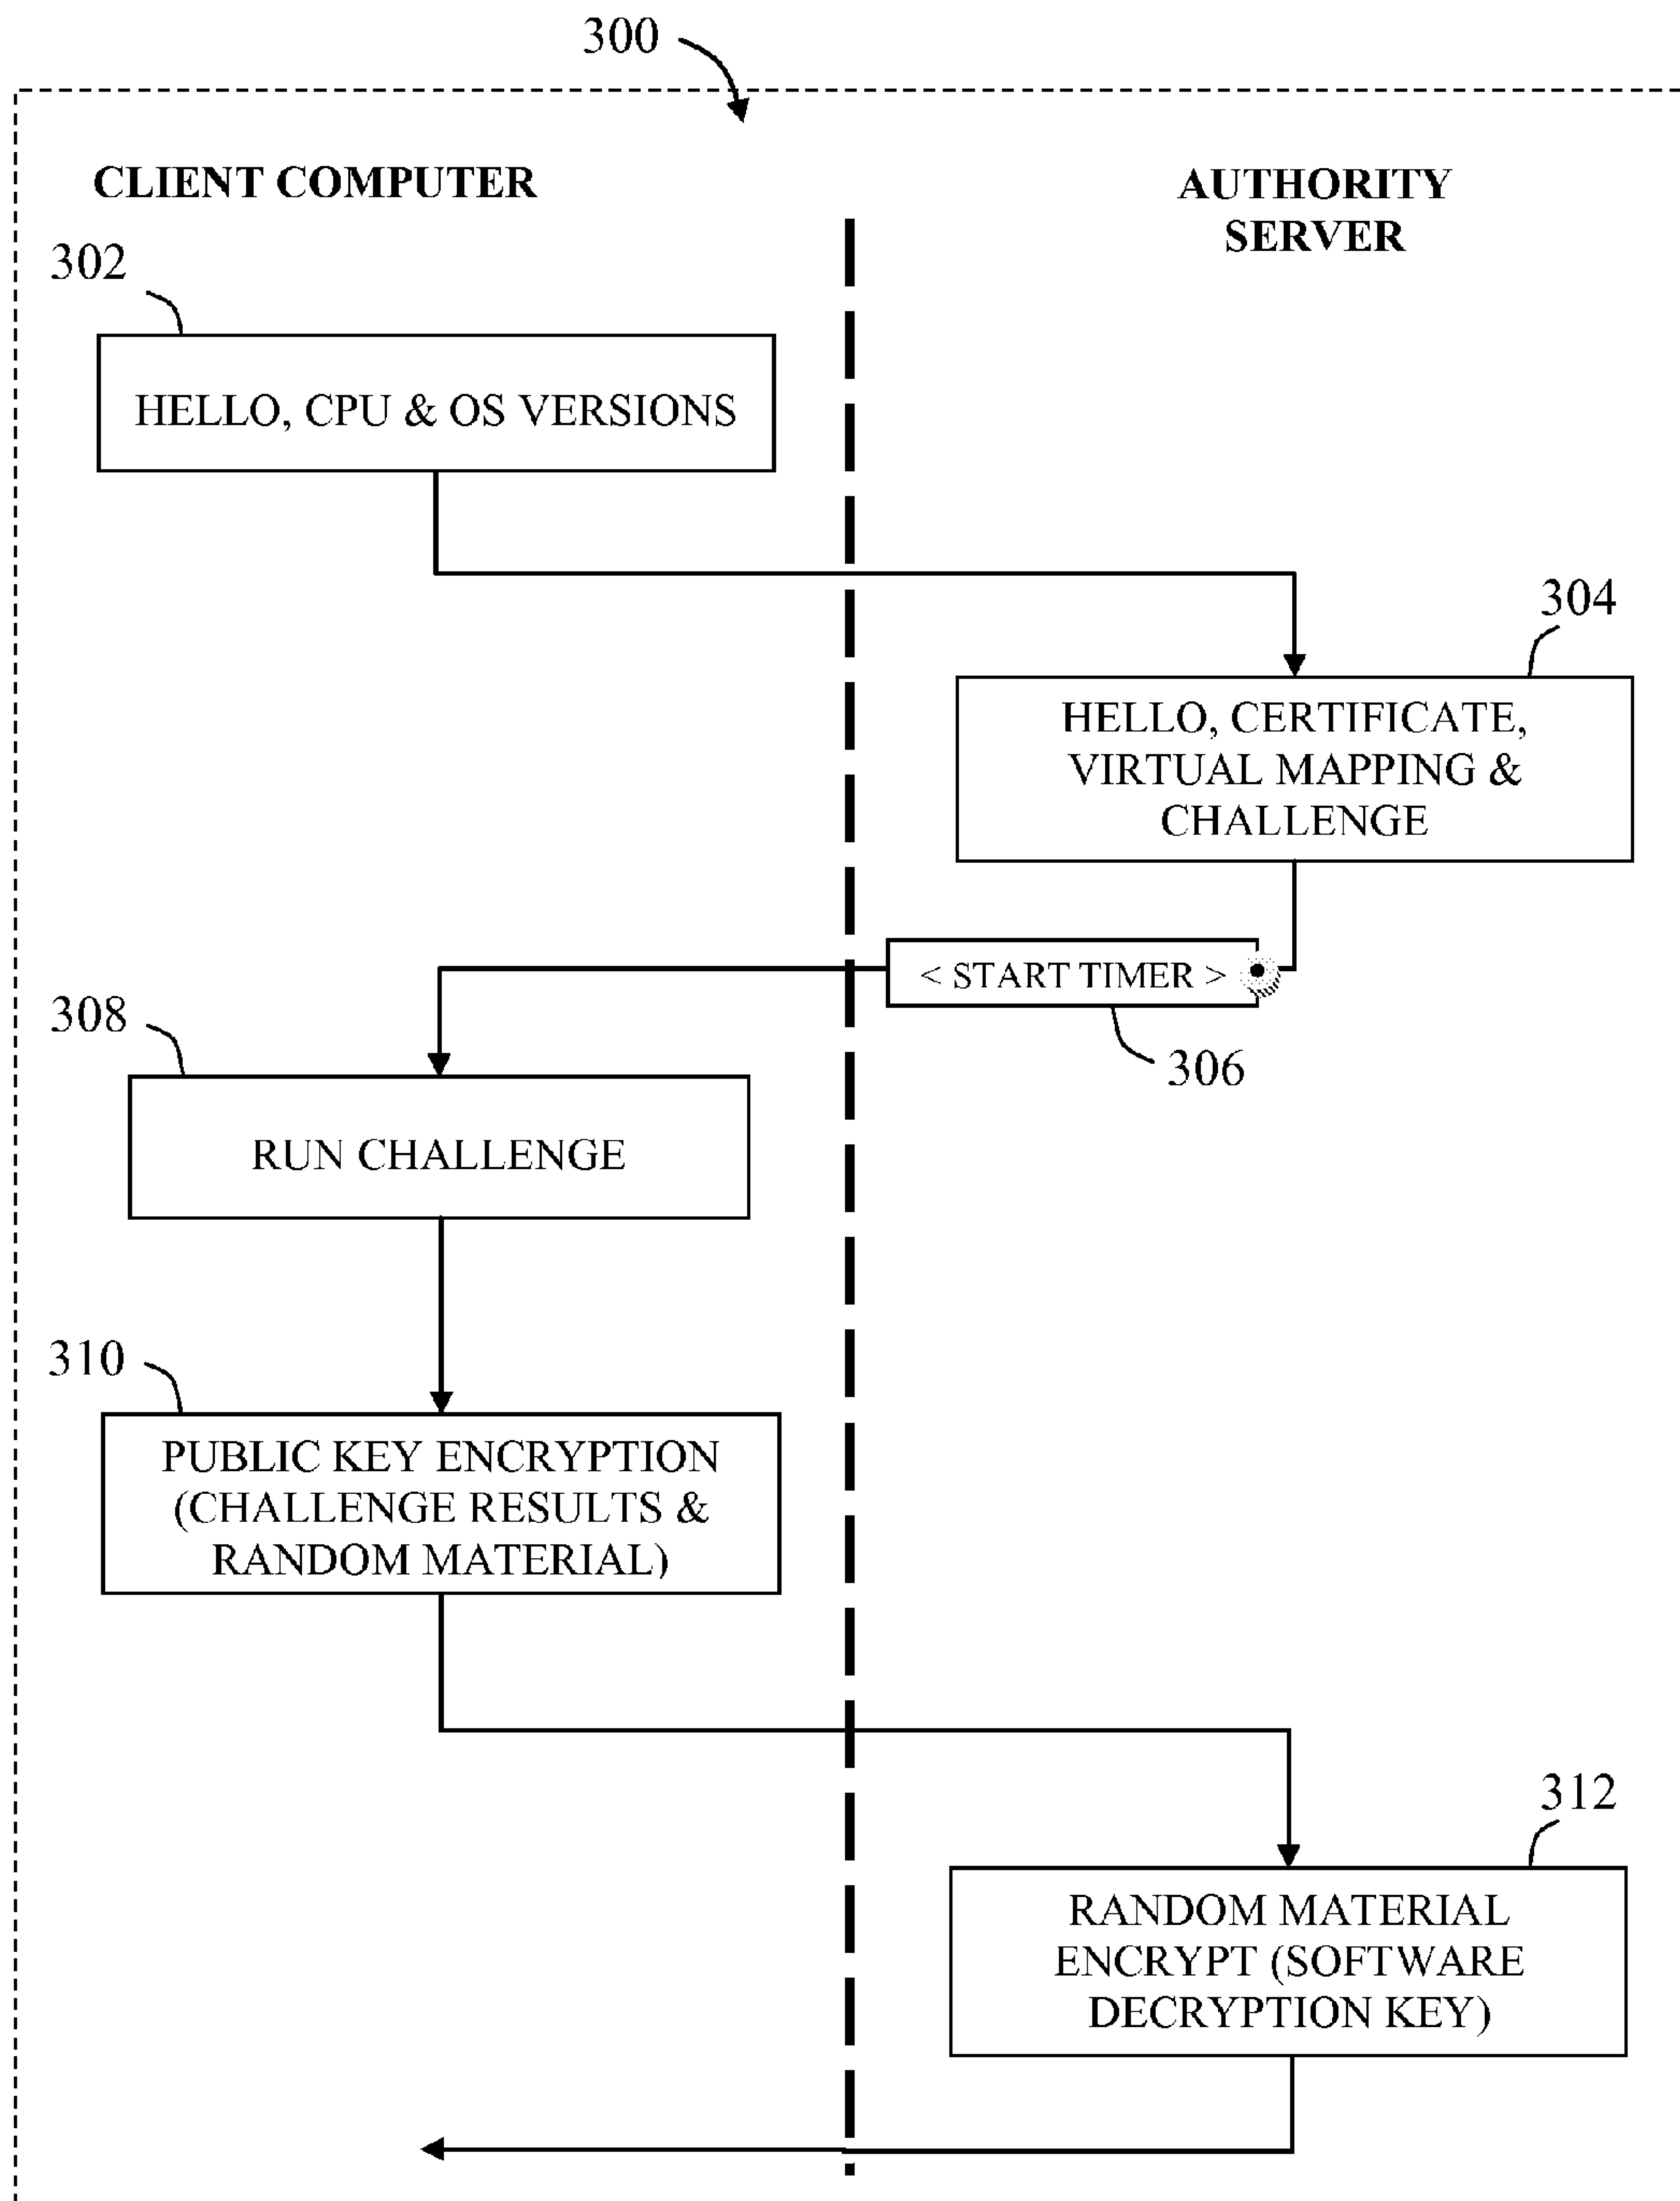 300
CLIENT COMPUTER
AUTHORITY
SERVER
302
HELLO, CPU & OS VERSIONS
304
HELLO, CERTIFICATE,
VIRTUAL MAPPING &
CHALLENGE
< START TIMER >
306
308
RUN CHALLENGE
310
PUBLIC KEY ENCRYPTION
(CHALLENGE RESULTS &
RANDOM MATERIAL)
312
RANDOM MATERIAL
ENCRYPT (SOFTWARE
DECRYPTION KEY)